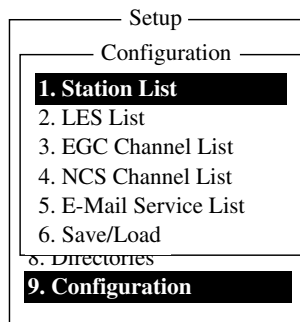 Setup
Configuration
1. Station List
2. LES List
3. EGC Channel List
4. NCS Channel List
5. E-Mail Service List
6. Save/Load
8. Directories
9. Configuration